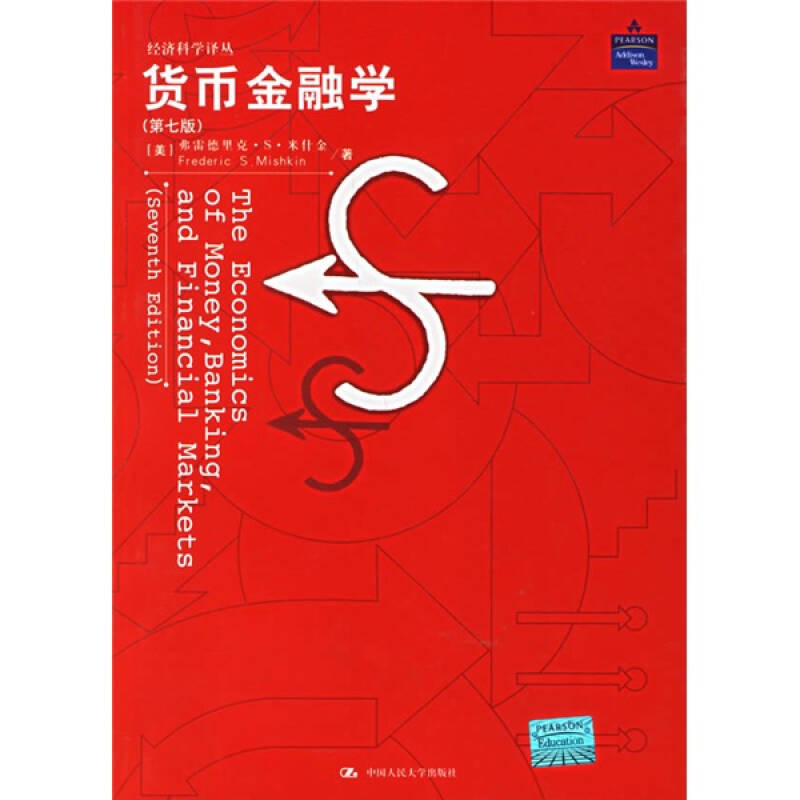 经济科学译丛
货币金融学
(第七版)
[美] 弗雷德里克·S·米什金 / 著
Frederic S. Mishkin
The Economics
of Money, Banking,
and Financial Markets
(Seventh Edition)
PEARSON
Addison
Wesley
PEARSON
Education
中国人民大学出版社